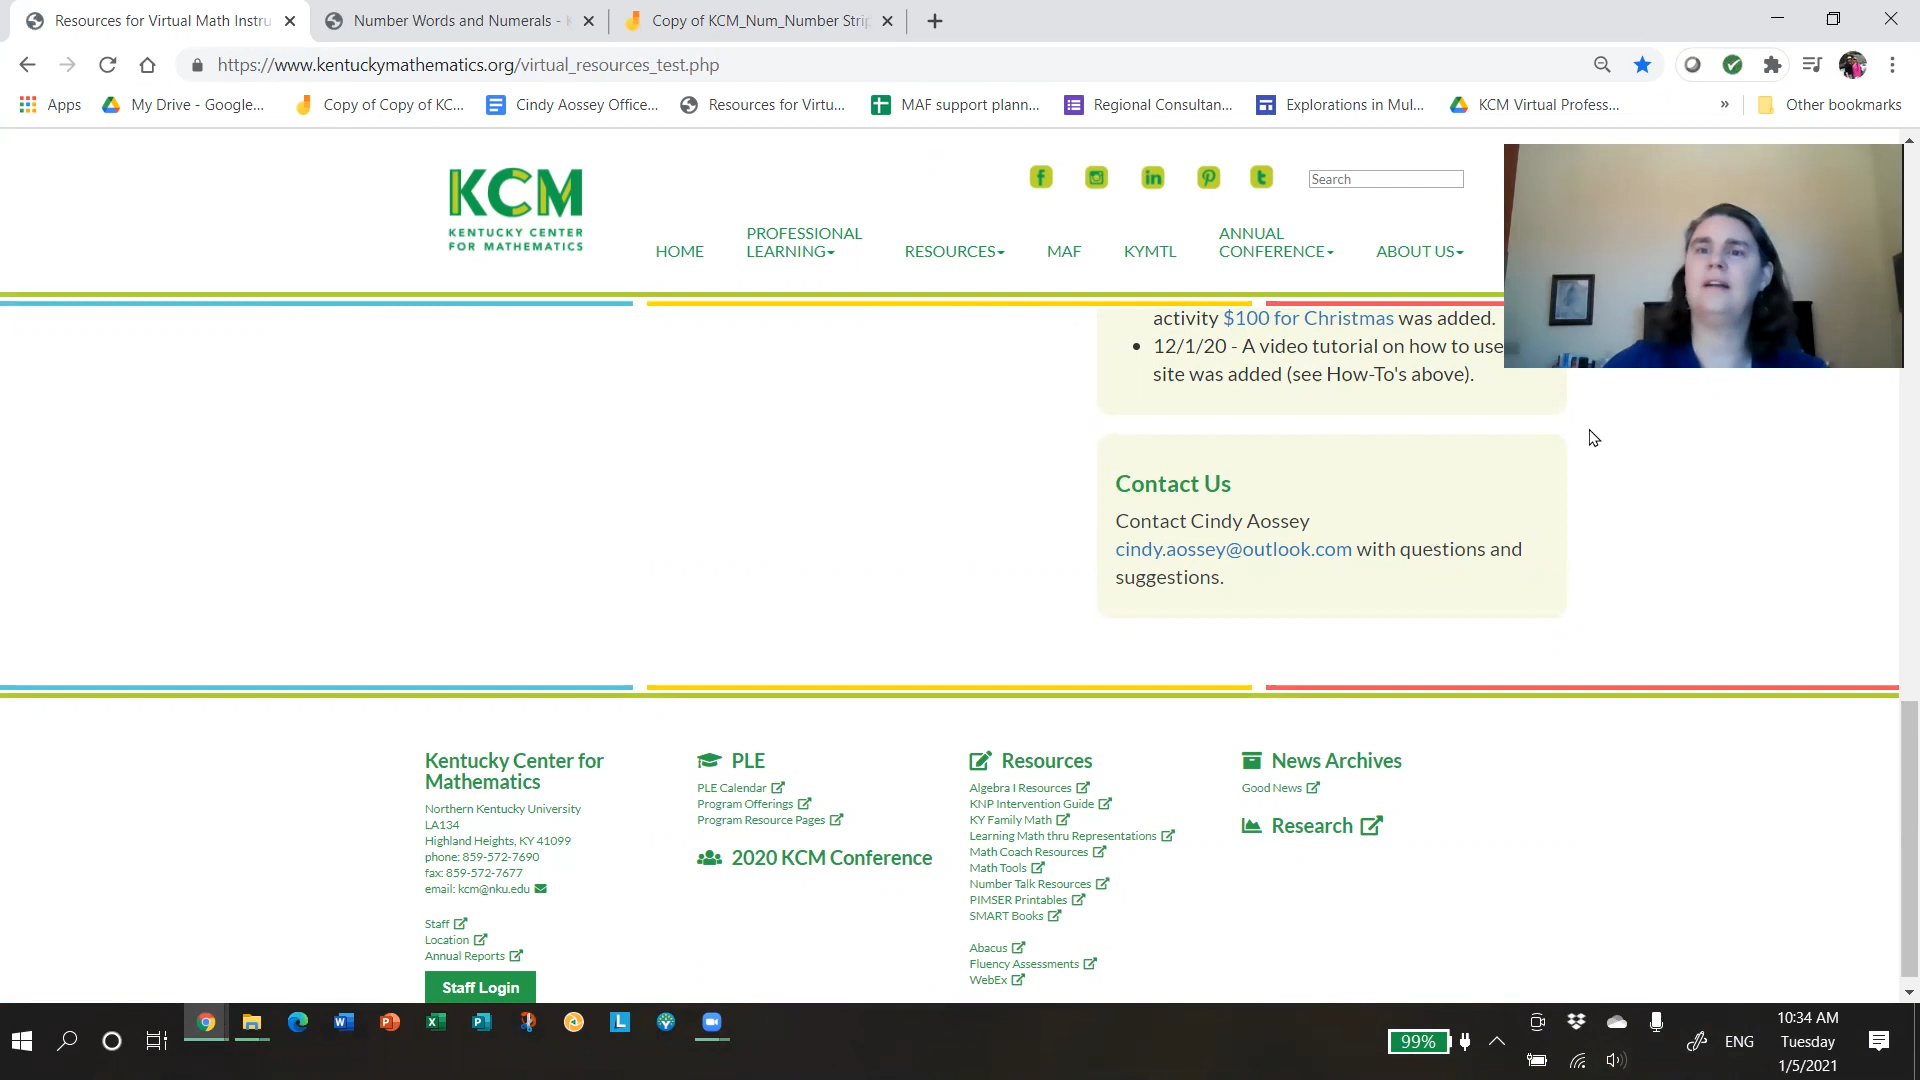 Resources for Virtual Math Instru
Number Words and Numerals - K
Copy of KCM_Num_Number Strip
https://www.kentuckymathematics.org/virtual_resources_test.php
Apps
My Drive - Google...
Copy of Copy of KC...
Cindy Aossey Office...
Resources for Virtu...
MAF support plann...
Regional Consultan...
Explorations in Mul...
KCM Virtual Profess...
»
Other bookmarks
KCM
KENTUCKY CENTER
FOR MATHEMATICS
Search
HOME
PROFESSIONAL
LEARNING
RESOURCES
MAF
KYMTL
ANNUAL
CONFERENCE
ABOUT US
activity $100 for Christmas was added.
• 12/1/20 - A video tutorial on how to use
site was added (see How-To's above).
Contact Us
Contact Cindy Aossey
cindy.aossey@outlook.com with questions and
suggestions.
Kentucky Center for
Mathematics
Northern Kentucky University
LA134
Highland Heights, KY 41099
phone: 859-572-7690
fax: 859-572-7677
email: kcm@nku.edu
Staff
Location
Annual Reports
Staff Login
PLE
PLE Calendar
Program Offerings
Program Resource Pages
2020 KCM Conference
Resources
Algebra I Resources
KNP Intervention Guide
KY Family Math
Learning Math thru Representations
Math Coach Resources
Math Tools
Number Talk Resources
PIMSER Printables
SMART Books
Abacus
Fluency Assessments
WebEx
News Archives
Good News
Research
99%
ENG
10:34 AM
Tuesday
1/5/2021